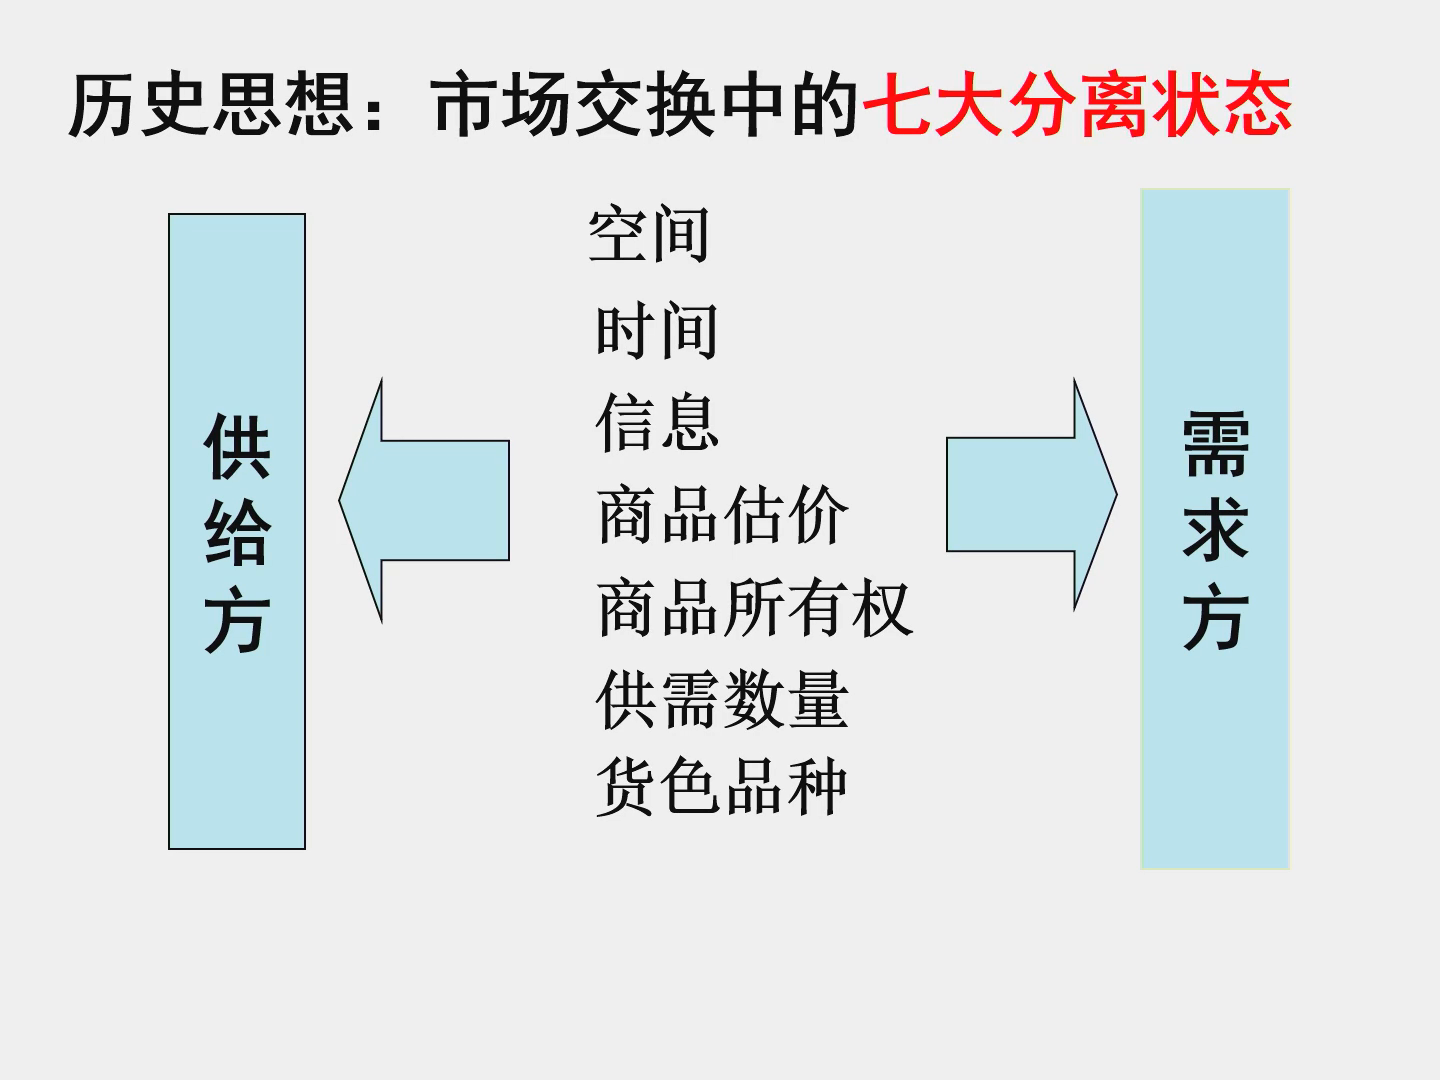 历史思想：市场交换中的七大分离状态
供给方
空间
时间
信息
商品估价
商品所有权
供需数量
货色品种
需求方